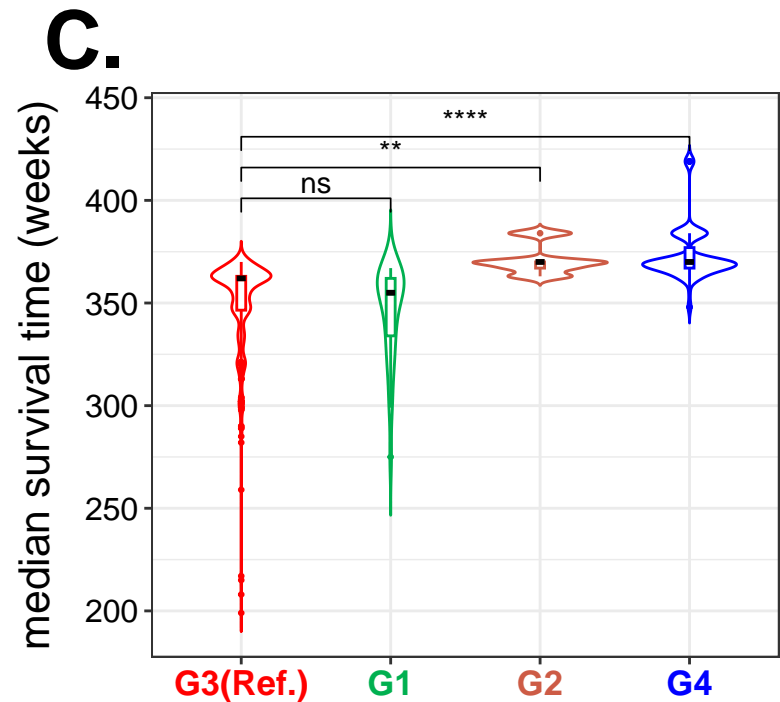 C.
median survival time (weeks)
450
400
350
300
250
200
****
**
ns
G3(Ref.) G1 G2 G4